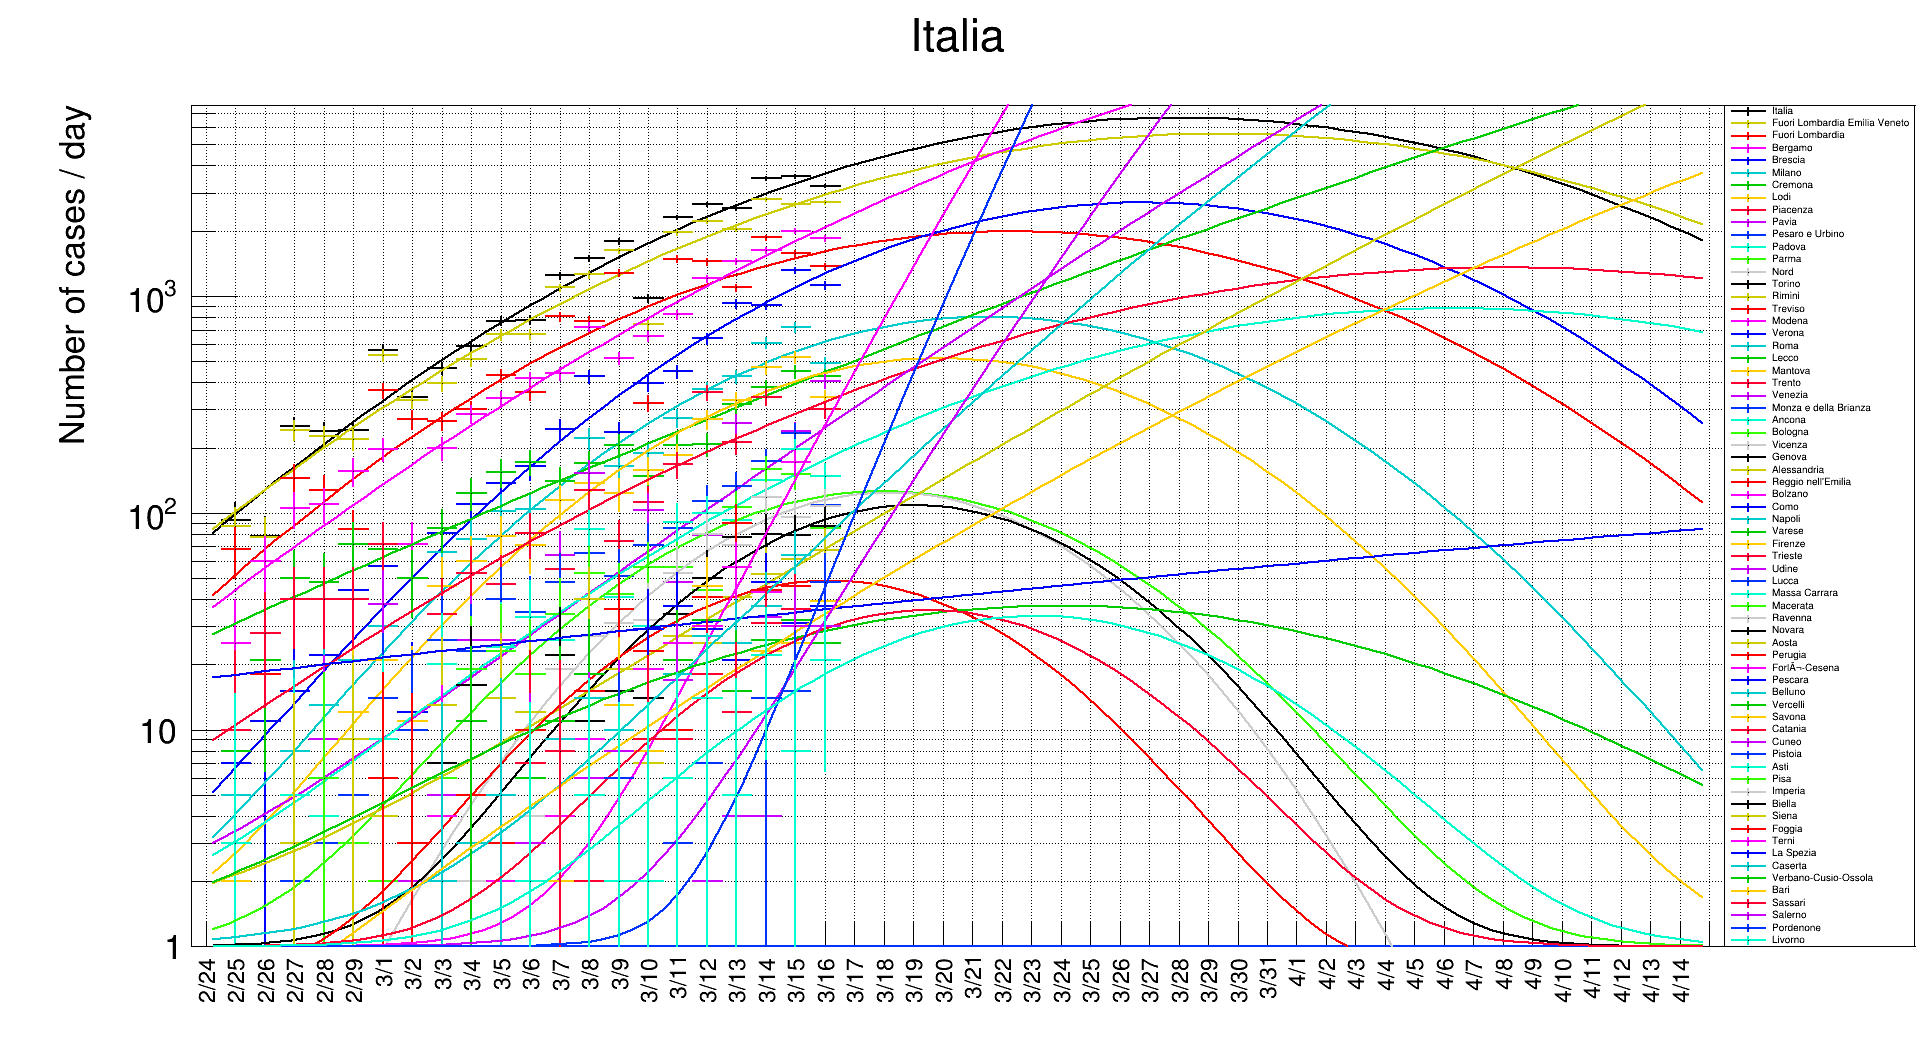 Italia
Number of cases / day
10³
10²
10
1
2/24
2/25
2/26
2/27
2/28
2/29
3/1
3/2
3/3
3/4
3/5
3/6
3/7
3/8
3/9
3/10
3/11
3/12
3/13
3/14
3/15
3/16
3/17
3/18
3/19
3/20
3/21
3/22
3/23
3/24
3/25
3/26
3/27
3/28
3/29
3/30
3/31
4/1
4/2
4/3
4/4
4/5
4/6
4/7
4/8
4/9
4/10
4/11
4/12
4/13
4/14
Italia
Fuori Lombardia Emilia Veneto
Fuori Lombardia
Bergamo
Brescia
Milano
Cremona
Lodi
Piacenza
Pavia
Pesaro e Urbino
Padova
Parma
Nord
Torino
Rimini
Treviso
Modena
Verona
Roma
Lecco
Mantova
Trento
Venezia
Monza e della Brianza
Ancona
Bologna
Vicenza
Genova
Alessandria
Reggio nell'Emilia
Bolzano
Como
Napoli
Varese
Firenze
Trieste
Udine
Lucca
Massa Carrara
Macerata
Ravenna
Novara
Aosta
Perugia
ForlÃ¬-Cesena
Pescara
Belluno
Vercelli
Savona
Catania
Cuneo
Pistoia
Asti
Pisa
Imperia
Biella
Siena
Foggia
Terni
La Spezia
Caserta
Verbano-Cusio-Ossola
Bari
Sassari
Salerno
Pordenone
Livorno